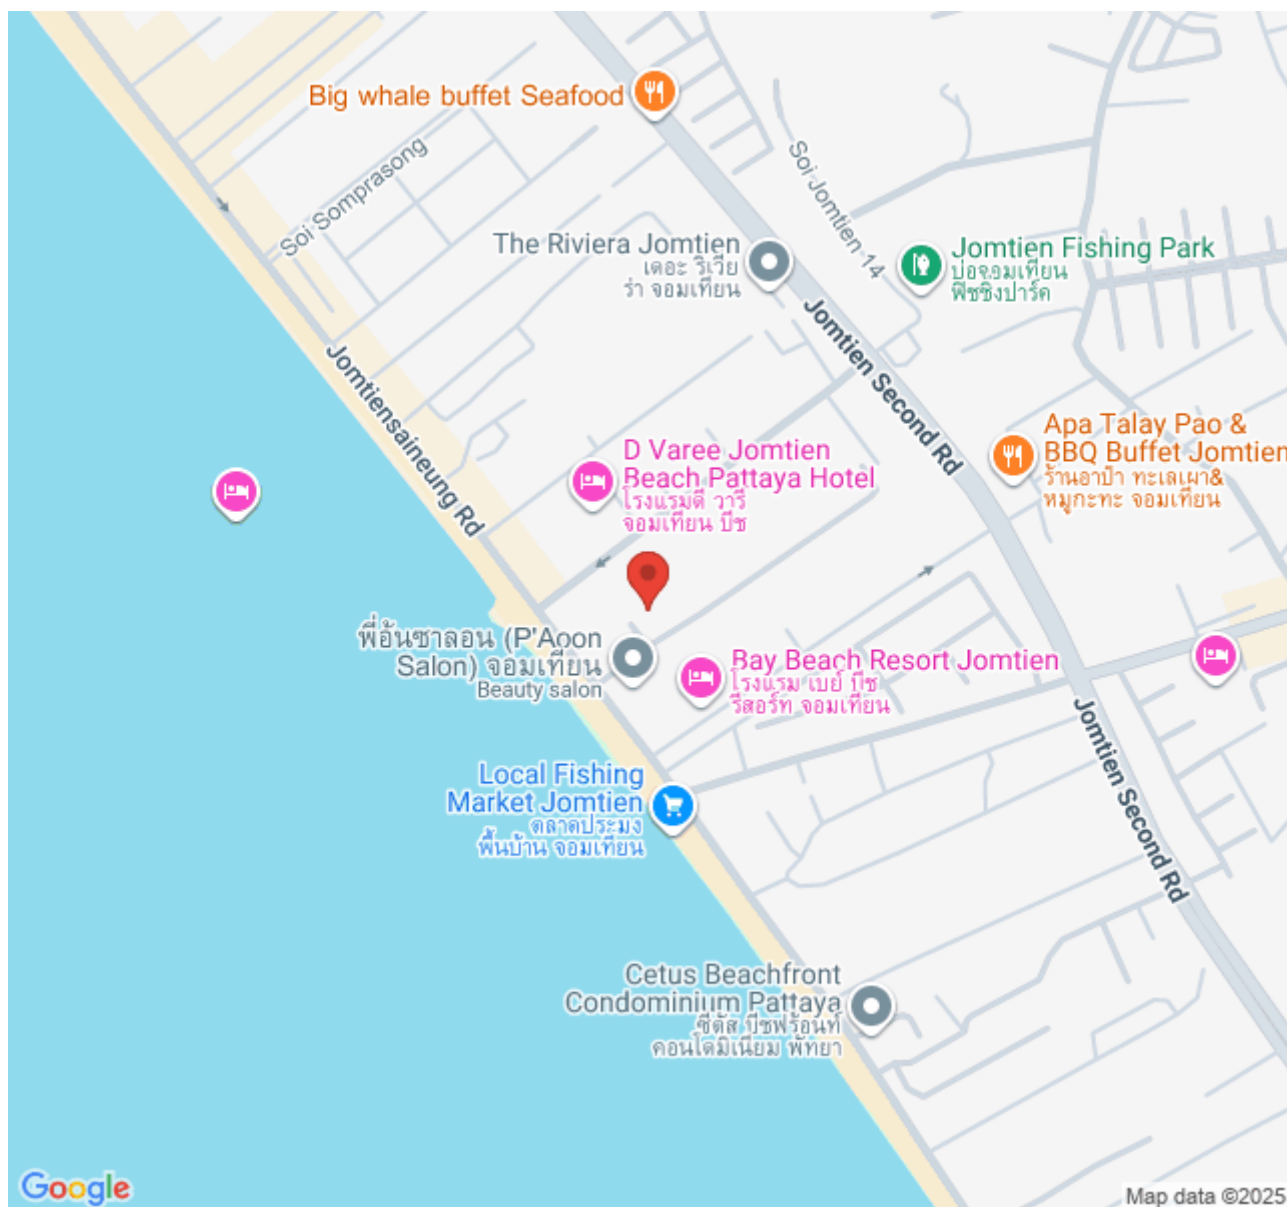 Big whale buffet Seafood
Soi Somprasong
Soi Jomtien 14
The Riviera Jomtien
เดอะ ริเวีย
ร่า จอมเทียน
Jomtien Fishing Park
บ่อจอมเทียน
ฟิชชิ่งปาร์ค
Jomtien Second Rd
Jomtiensaineung Rd
Apa Talay Pao &
BBQ Buffet Jomtien
ร้านอาป๋า ทะเลเผา&
หมูกะทะ จอมเทียน
D Varee Jomtien
Beach Pattaya Hotel
โรงแรมดี วารี
จอมเทียน บีช
พี่อ้นซาลอน (P'Aoon
Salon) จอมเทียน
Beauty salon
Bay Beach Resort Jomtien
โรงแรม เบย์ บีช
รีสอร์ท จอมเทียน
Local Fishing
Market Jomtien
ตลาดประมง
พื้นบ้าน จอมเทียน
Jomtien Second Rd
Cetus Beachfront
Condominium Pattaya
ซีตัส บีชฟร้อนท์
คอนโดมิเนียม พัทยา
Google
Map data ©2025